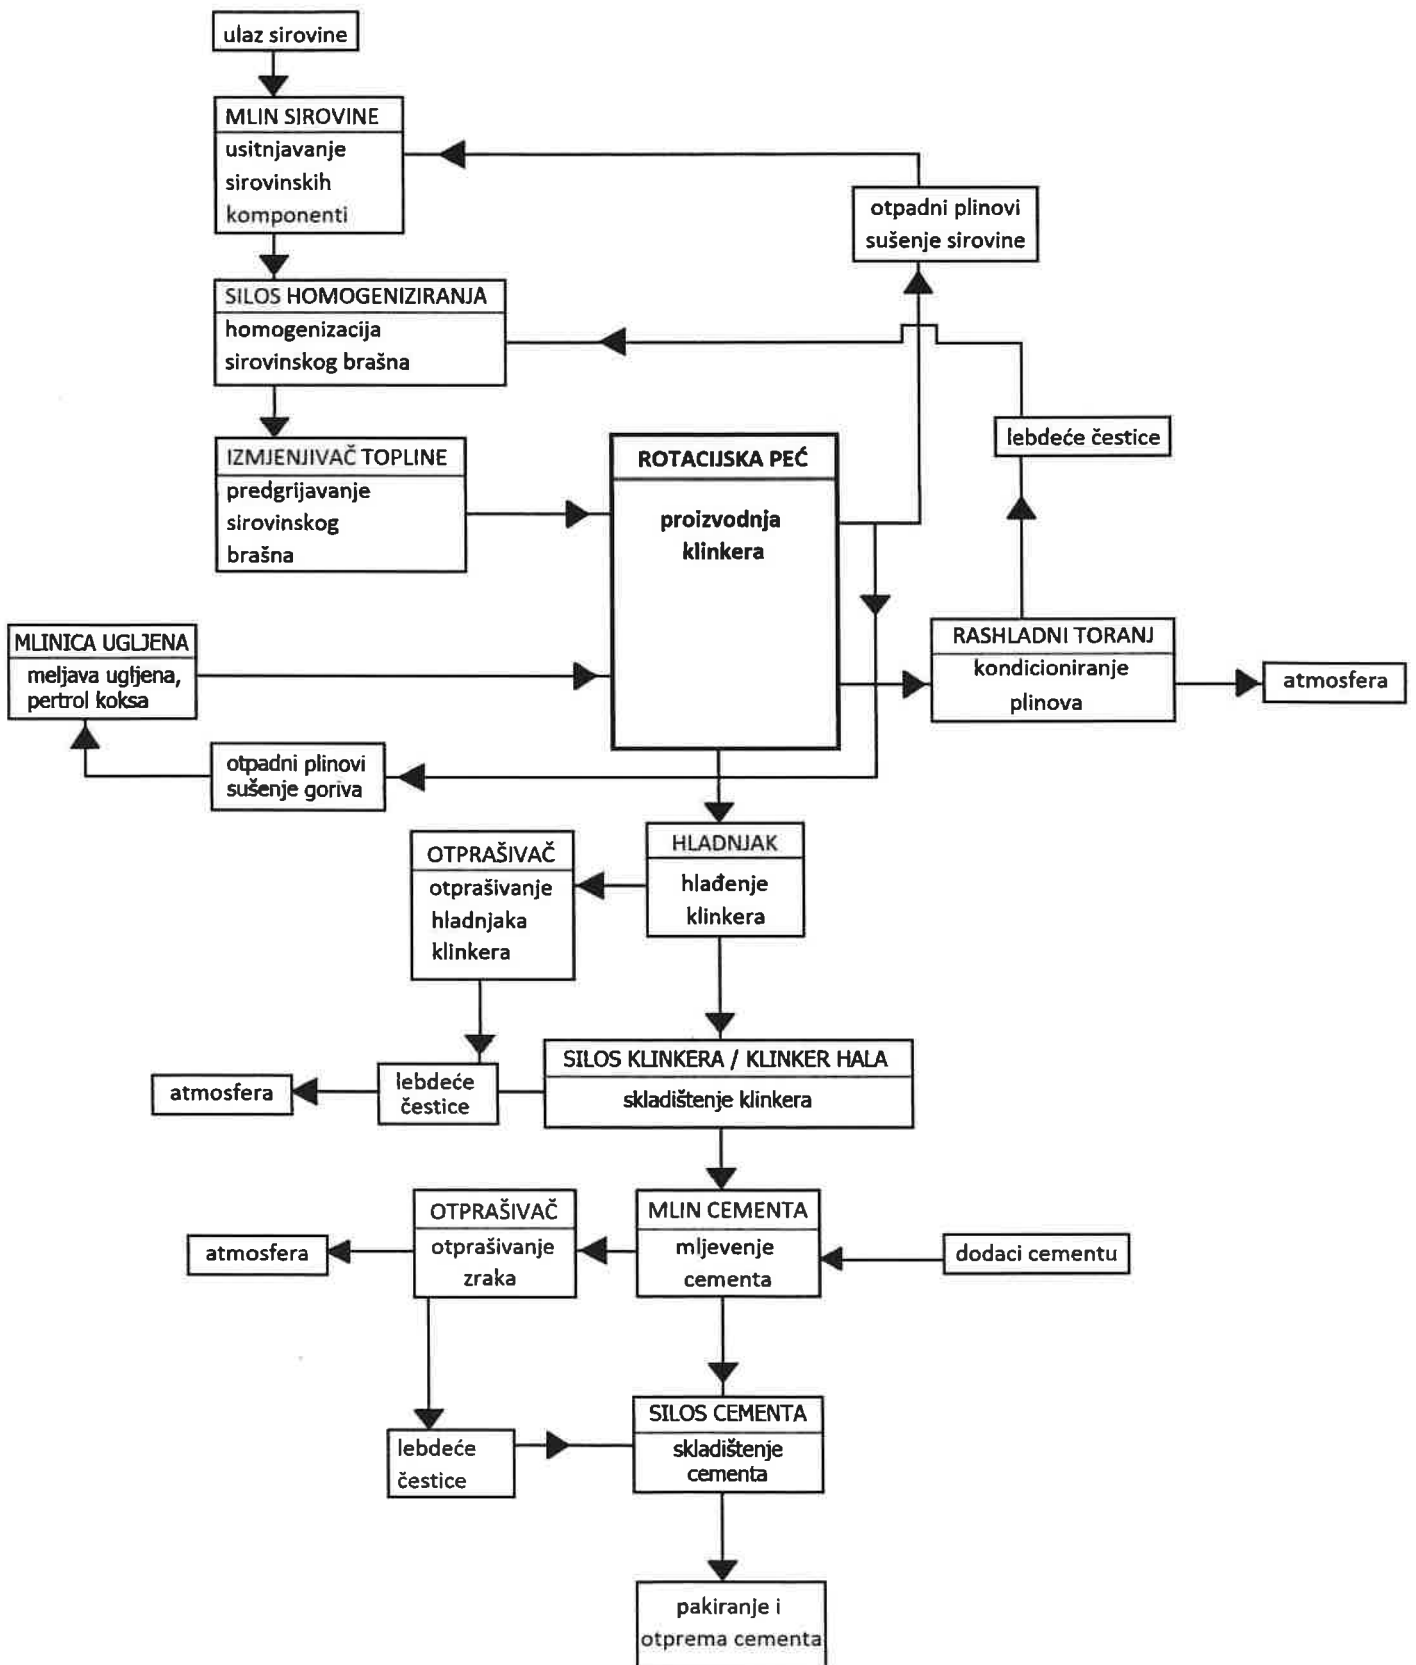 ulaz sirovine
MLIN SIROVINE
usitnjavanje
sirovinskih
komponenti
otpadni plinovi
sušenje sirovine
SILOS HOMOGENIZIRANJA
homogenizacija
sirovinskog brašna
lebdeće čestice
IZMJENJIVAČ TOPLINE
predgrijavanje
sirovinskog
brašna
ROTACIJSKA PEĆ
proizvodnja
klinkera
MLINICA UGLJENA
meljava ugljena,
pertrol koksa
RASHLADNI TORANJ
kondicioniranje
plinova
atmosfera
otpadni plinovi
sušenje goriva
HLADNJAK
hlađenje
klinkera
OTPRAŠIVAČ
otprašivanje
hladnjaka
klinkera
SILOS KLINKERA / KLINKER HALA
skladištenje klinkera
lebdeće
čestice
atmosfera
MLIN CEMENTA
mljevenje
cementa
OTPRAŠIVAČ
otprašivanje
zraka
atmosfera
dodaci cementu
SILOS CEMENTA
skladištenje
cementa
lebdeće
čestice
pakiranje i
otprema cementa